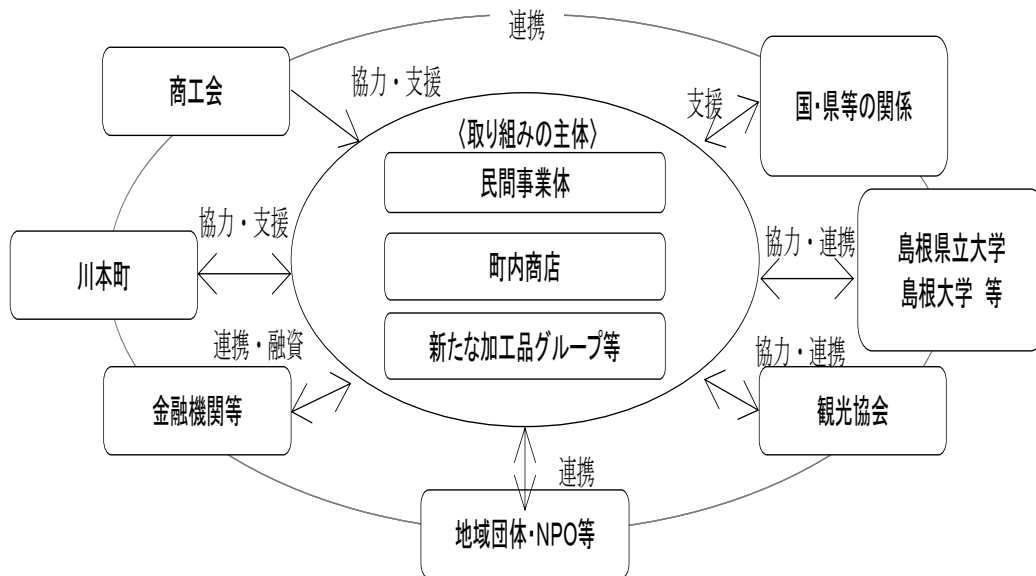 連携
商工会
協力・支援
支援
国・県等の関係
〈取り組みの主体〉
民間事業体
町内商店
新たな加工品グループ等
川本町
協力・支援
協力・連携
島根県立大学
島根大学 等
連携・融資
金融機関等
協力・連携
観光協会
連携
地域団体・NPO等